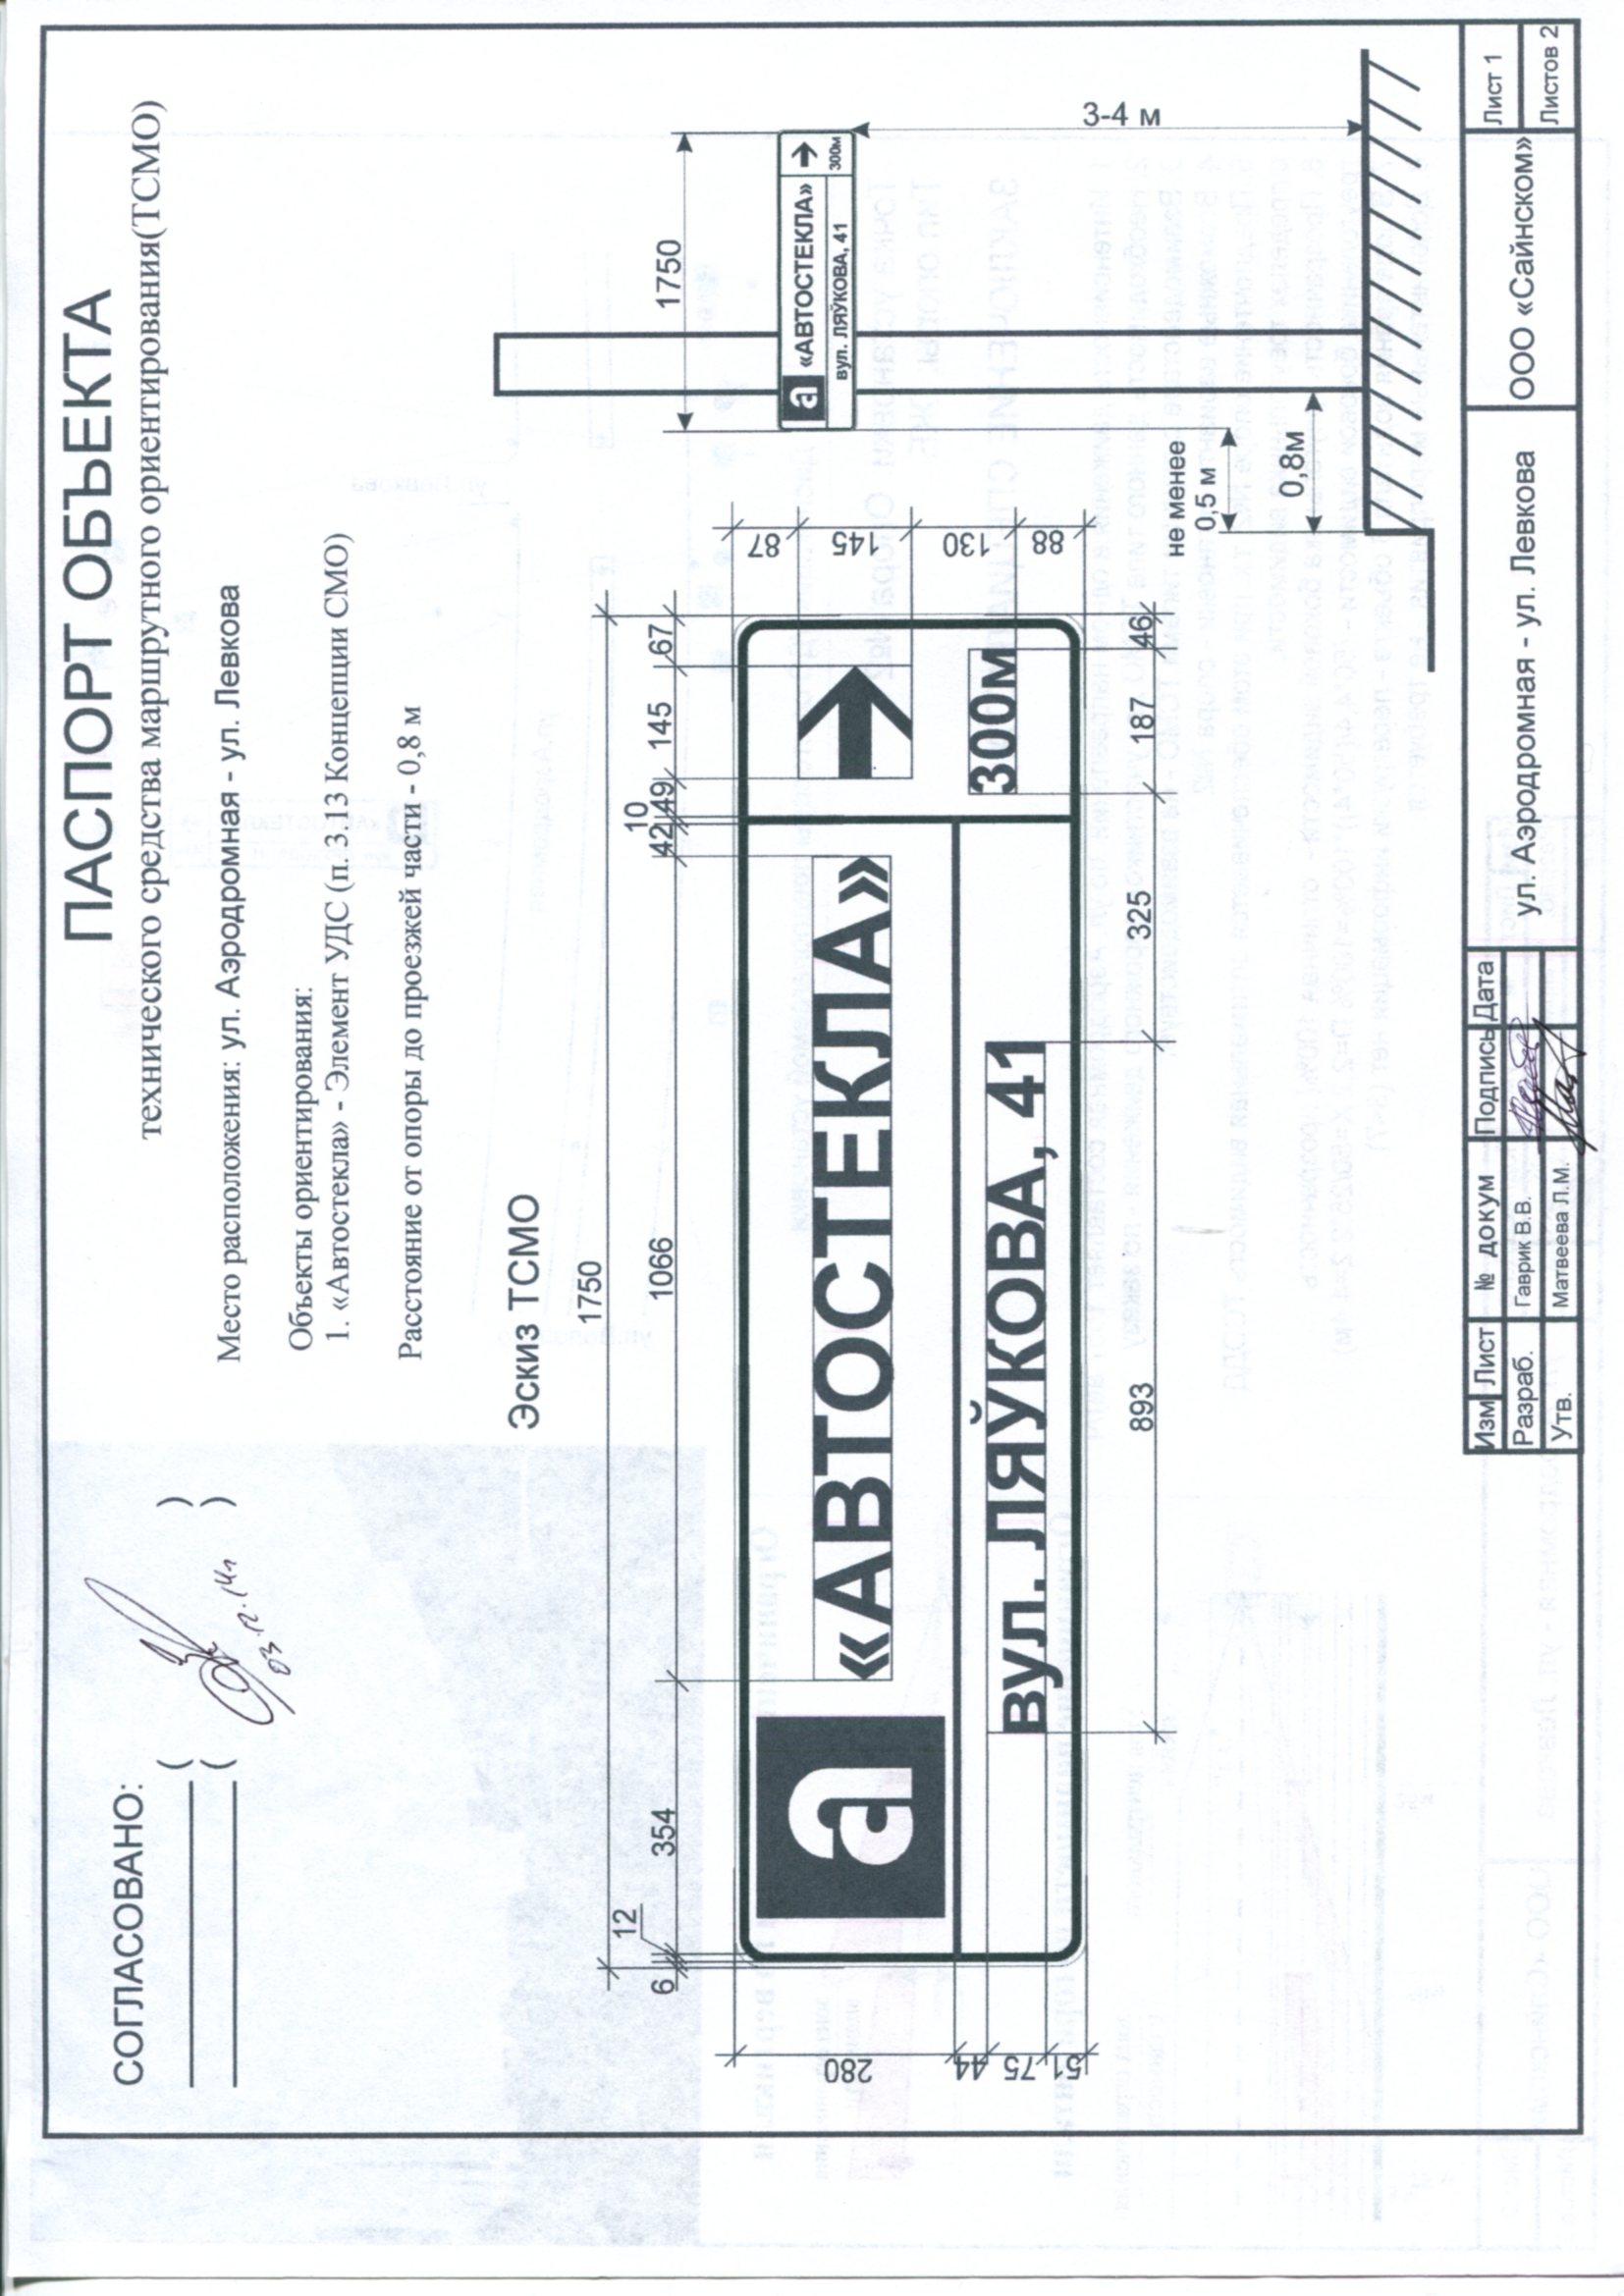 СОГЛАСОВАНО:
( )
( )
03.12.14г
ПАСПОРТ ОБЪЕКТА
технического средства маршрутного ориентирования(ТСМО)
Место расположения: ул. Аэродромная - ул. Левкова
Объекты ориентирования:
1. «Автостекла» - Элемент УДС (п. 3.13 Концепции СМО)
Расстояние от опоры до проезжей части - 0,8 м
Эскиз ТСМО
1750
6
12
354
1066
42
10
49
145
67
280
44
75
51
а
«АВТОСТЕКЛА»
вул. ЛЯЎКОВА, 41
300м
87
145
130
88
893
325
187
46
1750
а «АВТОСТЕКЛА»
вул. ЛЯЎКОВА, 41
300м
3-4 м
не менее
0,5 м
0,8м
Изм Лист № докум Подпись Дата
Разраб. Гаврик В.В.
Утв. Матвеева Л.М.
ул. Аэродромная - ул. Левкова
ООО «Сайнском»
Лист 1
Листов 2